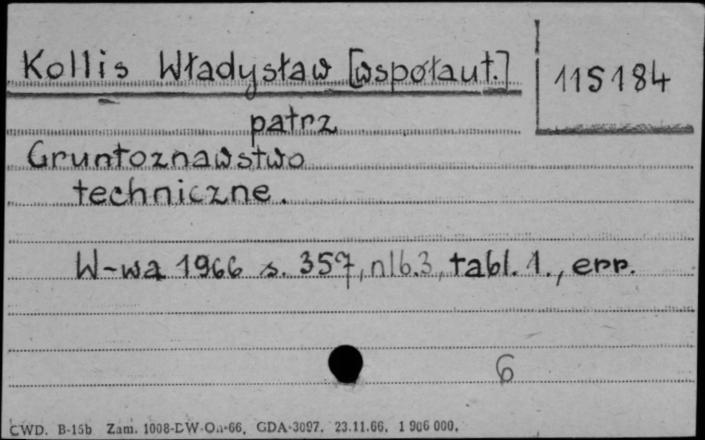 Kollis Władysław [współaut.]
115184
patrz
Gruntoznawstwo
techniczne.
W-wa 1966 s. 357, nlb. 3, tabl. 1., err.
6
CWD. B-15b Zam. 1008-DW-On-66, GDA-3097. 23.11.66. 1 906 000.